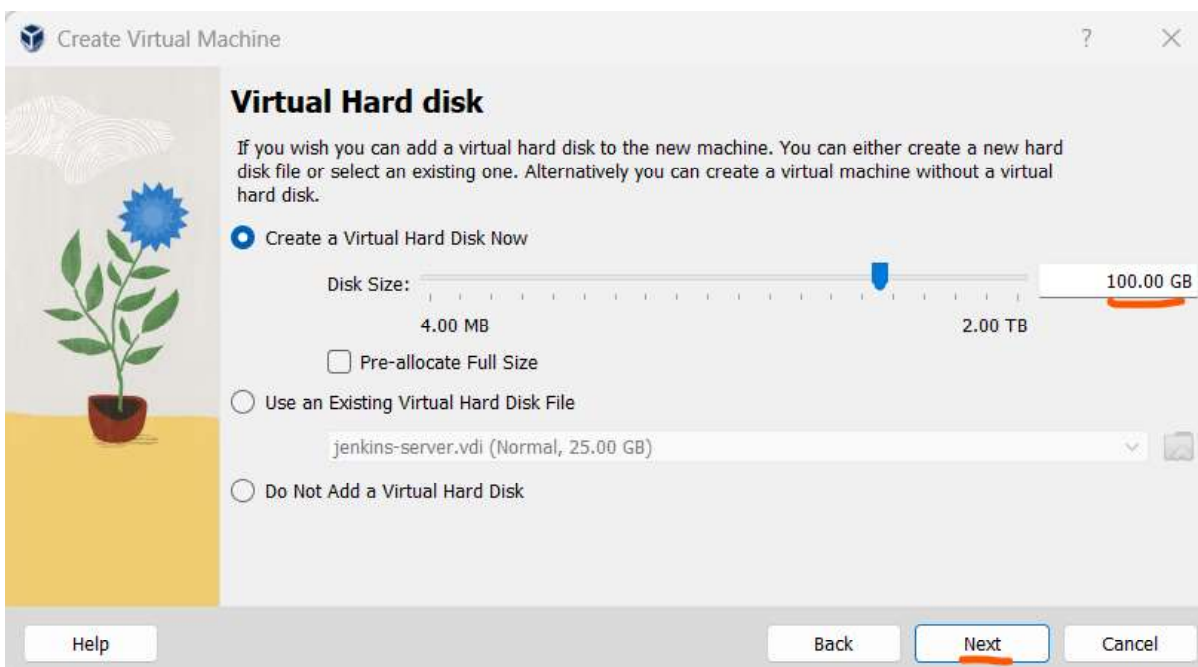 Create Virtual Machine
?
Virtual Hard disk
If you wish you can add a virtual hard disk to the new machine. You can either create a new hard
disk file or select an existing one. Alternatively you can create a virtual machine without a virtual
hard disk.
Create a Virtual Hard Disk Now
Disk Size:
100.00 GB
4.00 MB
2.00 TB
Pre-allocate Full Size
Use an Existing Virtual Hard Disk File
jenkins-server.vdi (Normal, 25.00 GB)
Do Not Add a Virtual Hard Disk
Help
Back
Next
Cancel